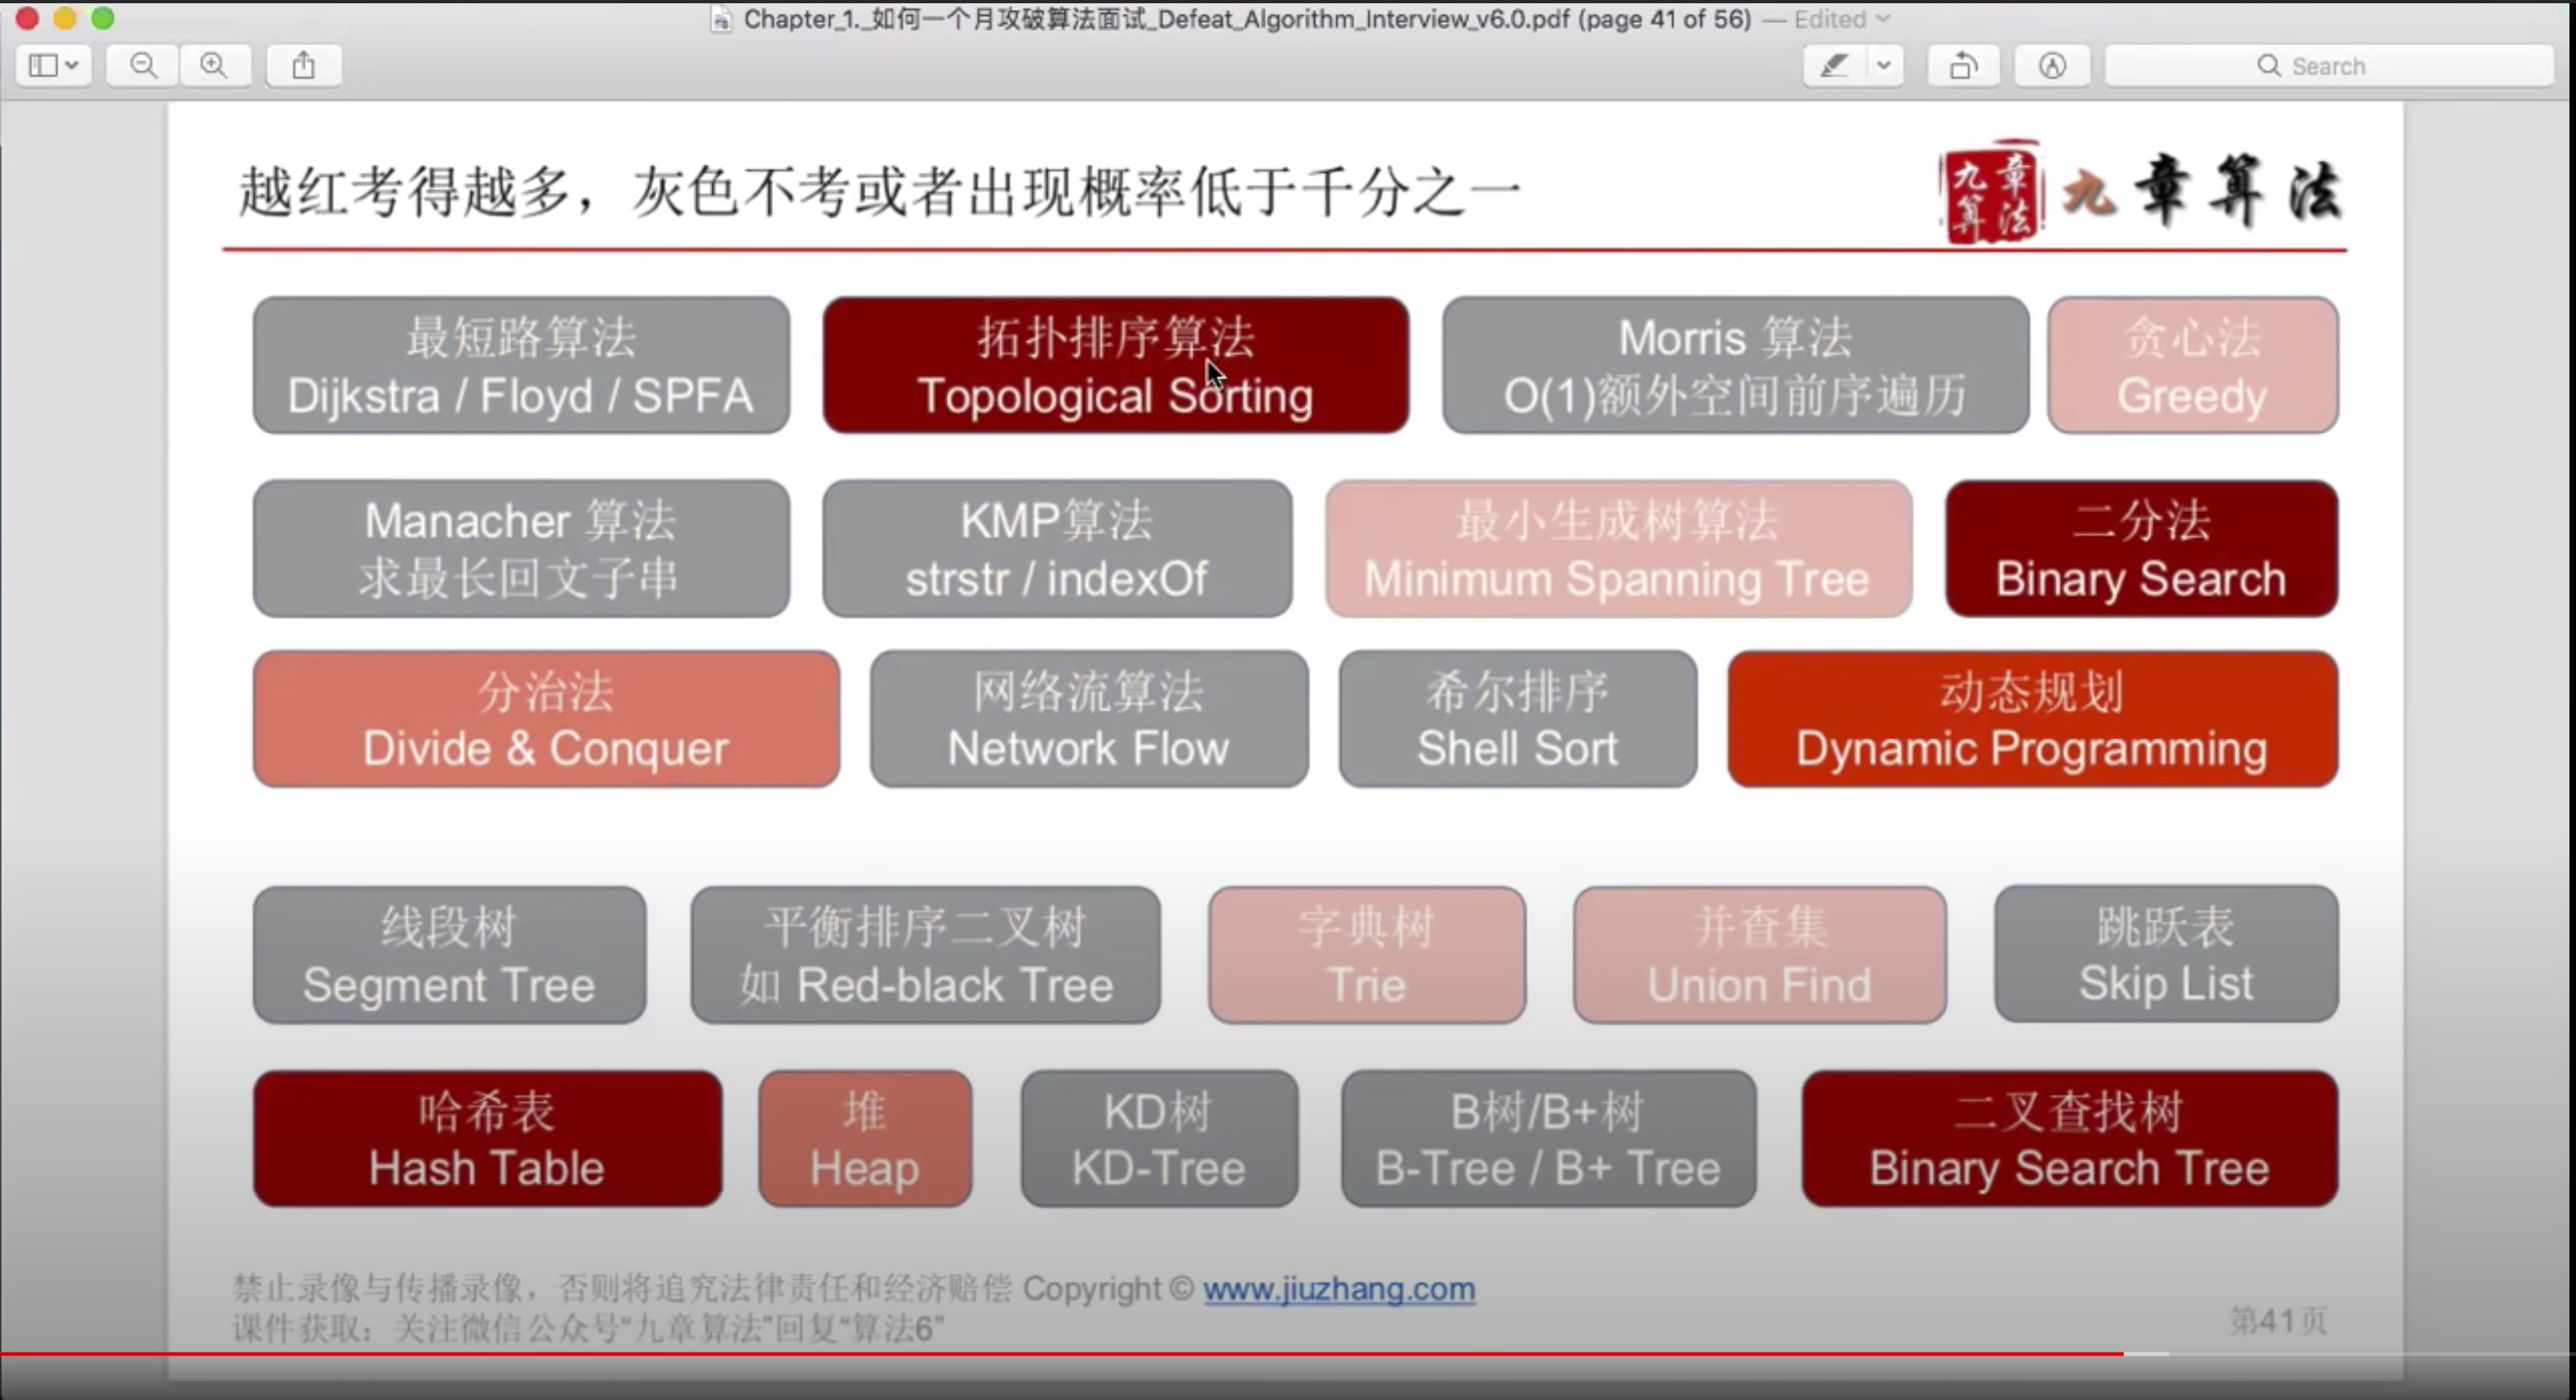 Chapter_1._如何一个月攻破算法面试_Defeat_Algorithm_Interview_v6.0.pdf (page 41 of 56) — Edited
Search
越红考得越多，灰色不考或者出现概率低于千分之一
九章算法
九章算法
最短路算法
Dijkstra / Floyd / SPFA
拓扑排序算法
Topological Sorting
Morris 算法
O(1)额外空间前序遍历
贪心法
Greedy
Manacher 算法
求最长回文子串
KMP算法
strstr / indexOf
最小生成树算法
Minimum Spanning Tree
二分法
Binary Search
分治法
Divide & Conquer
网络流算法
Network Flow
希尔排序
Shell Sort
动态规划
Dynamic Programming
线段树
Segment Tree
平衡排序二叉树
如 Red-black Tree
字典树
Trie
并查集
Union Find
跳跃表
Skip List
哈希表
Hash Table
堆
Heap
KD树
KD-Tree
B树/B+树
B-Tree / B+ Tree
二叉查找树
Binary Search Tree
禁止录像与传播录像，否则将追究法律责任和经济赔偿 Copyright © www.jiuzhang.com
课件获取：关注微信公众号“九章算法”回复“算法6”
第41页